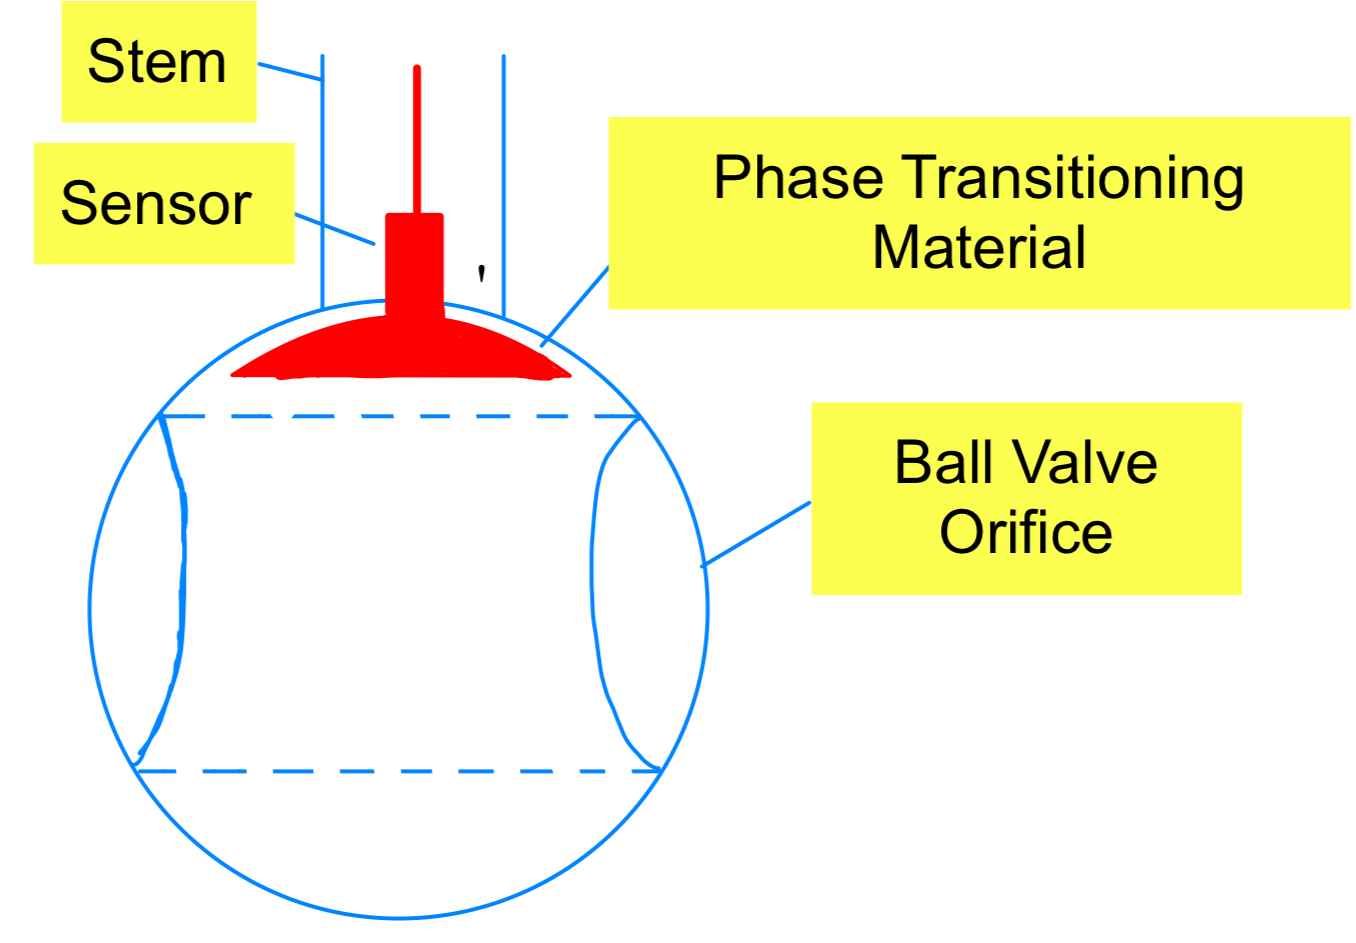 Stem
Sensor
Phase Transitioning
Material
Ball Valve
Orifice